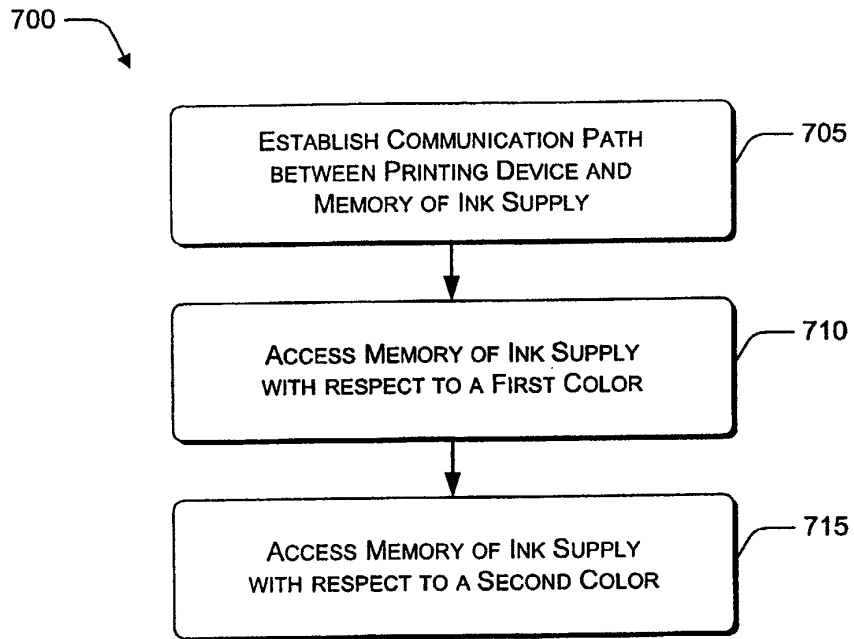 700
ESTABLISH COMMUNICATION PATH
BETWEEN PRINTING DEVICE AND
MEMORY OF INK SUPPLY
705
ACCESS MEMORY OF INK SUPPLY
WITH RESPECT TO A FIRST COLOR
710
ACCESS MEMORY OF INK SUPPLY
WITH RESPECT TO A SECOND COLOR
715